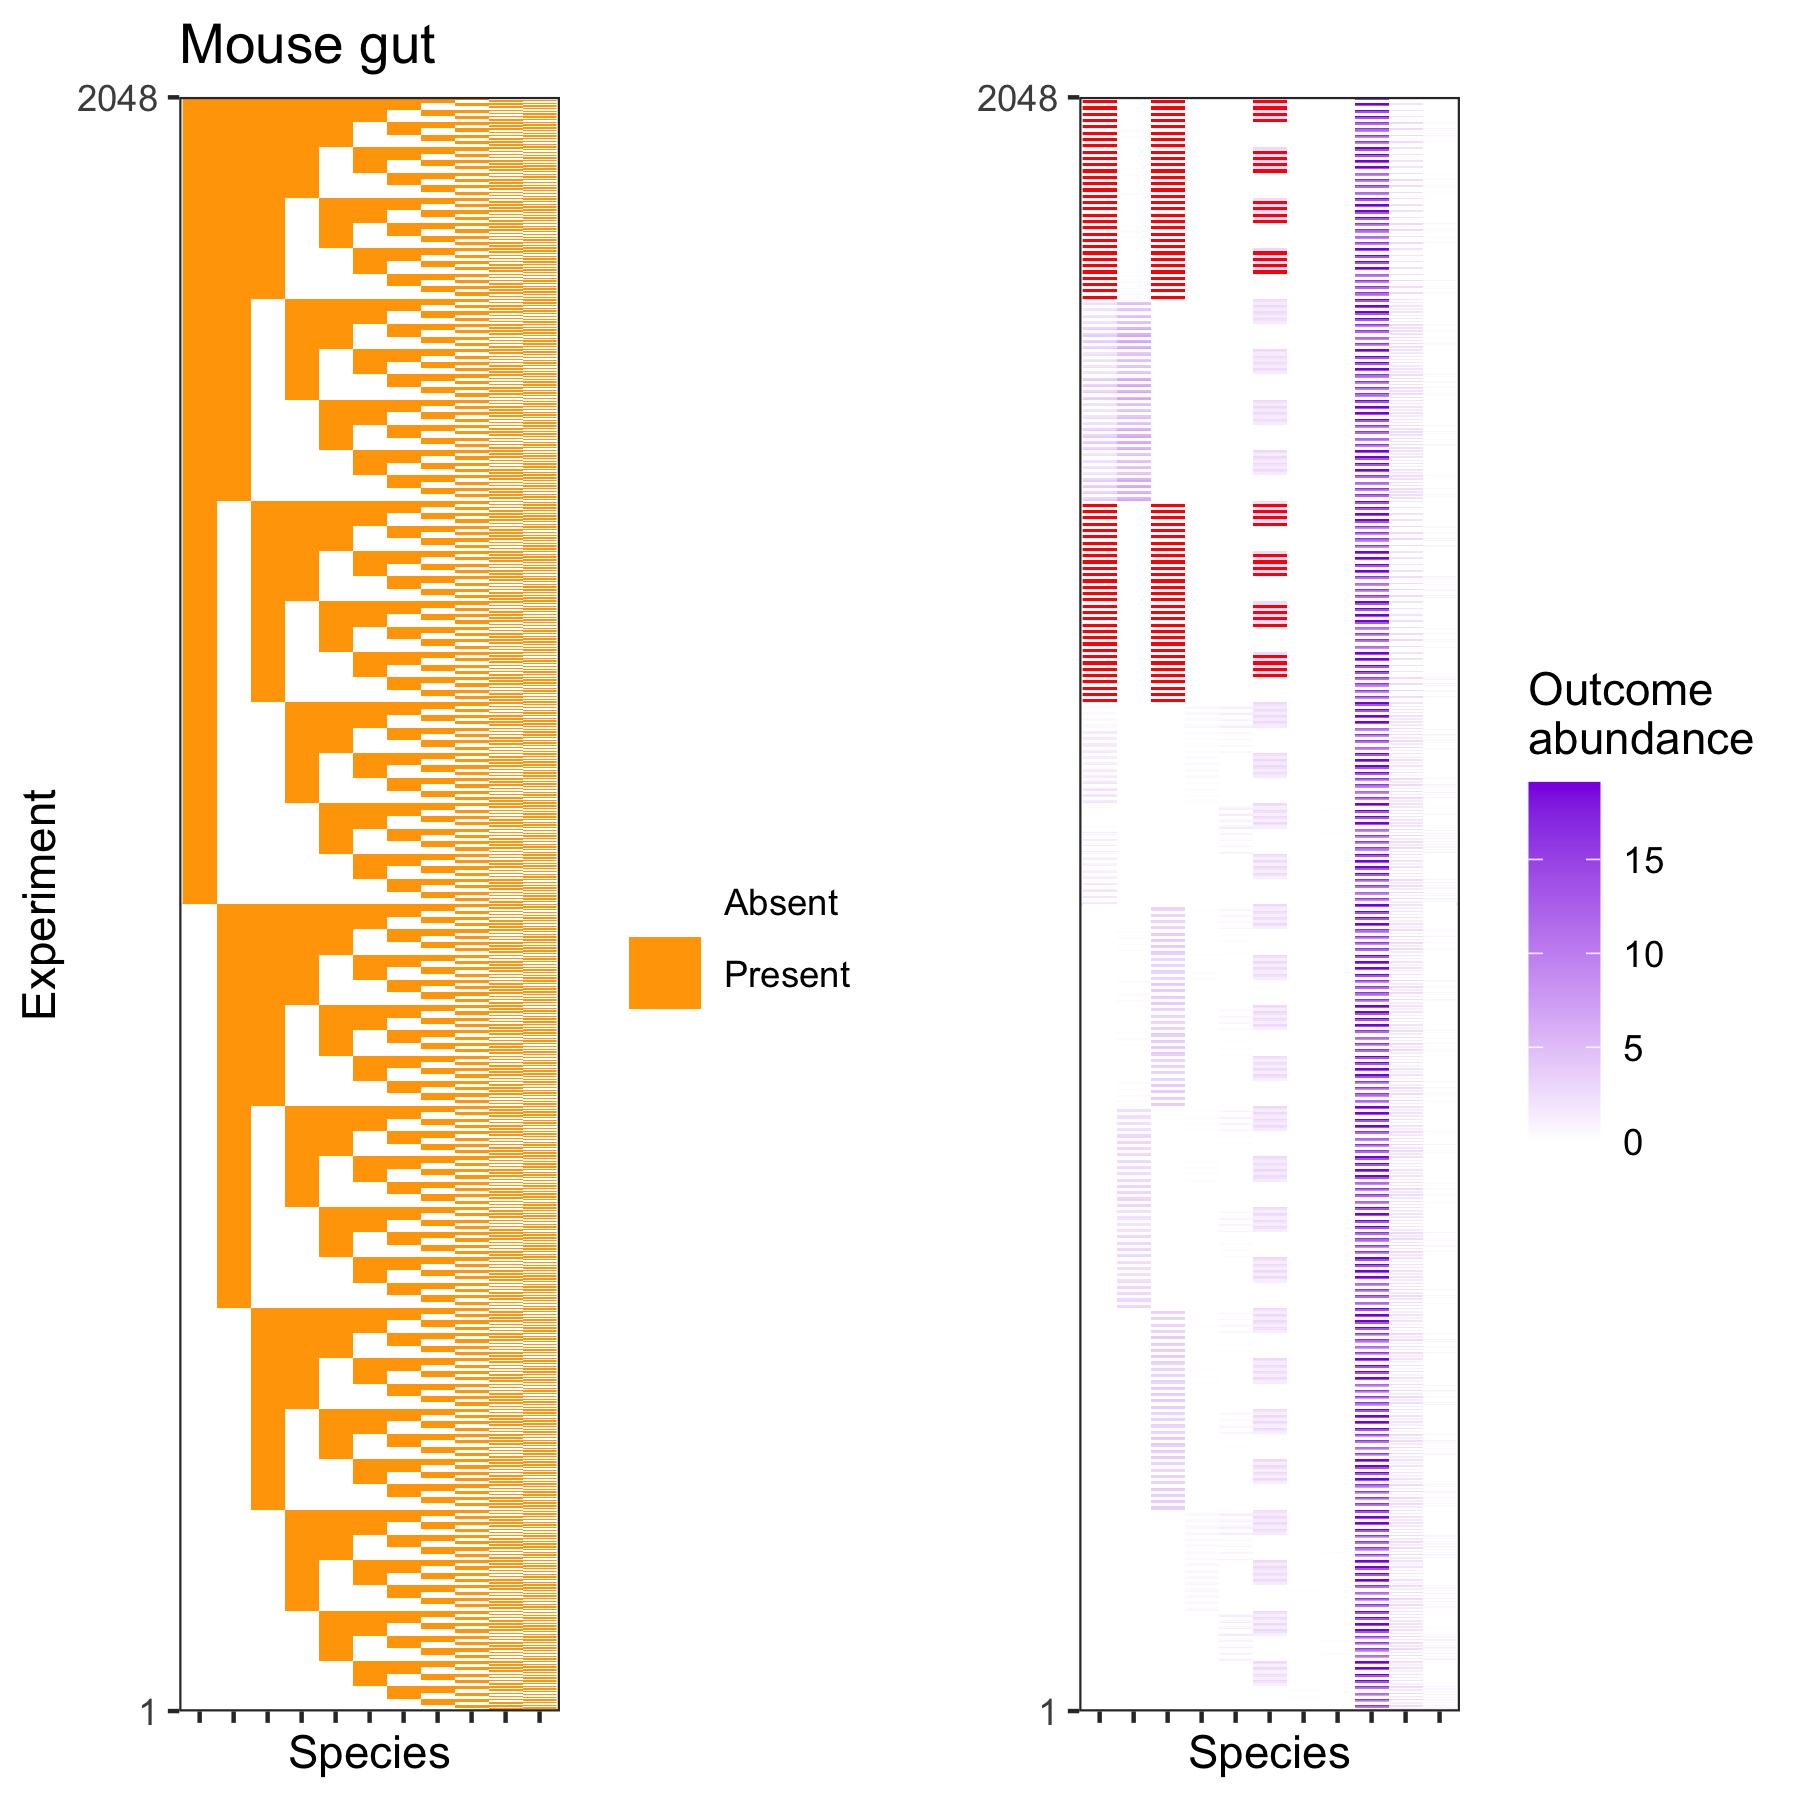 Mouse gut
2048
1
Experiment
Species
Absent
Present
2048
1
Species
Outcome
abundance
15
10
5
0